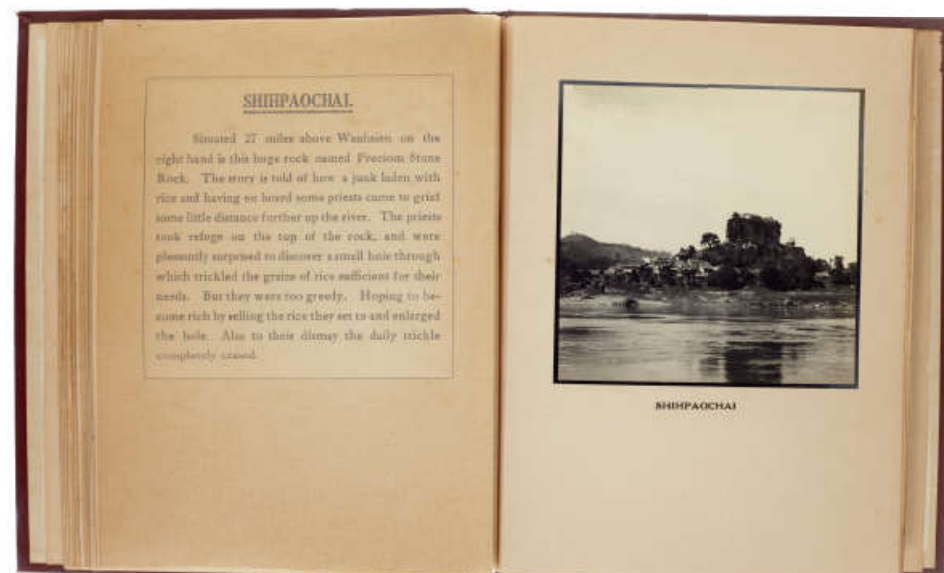 SHIHPAOCHAI.
Situated 27 miles above Wanhsien on the
right hand is this huge rock named Precious Stone
Rock. The story is told of how a junk laden with
rice and having on board some priests came to grief
some little distance further up the river. The priests
took refuge on the top of the rock, and were
pleasantly surprised to discover a small hole through
which trickled the grains of rice sufficient for their
needs. But they were too greedy. Hoping to be-
come rich by selling the rice they set to and enlarged
the hole. Alas to their dismay the daily trickle
completely ceased.
SHIHPAOCHAI